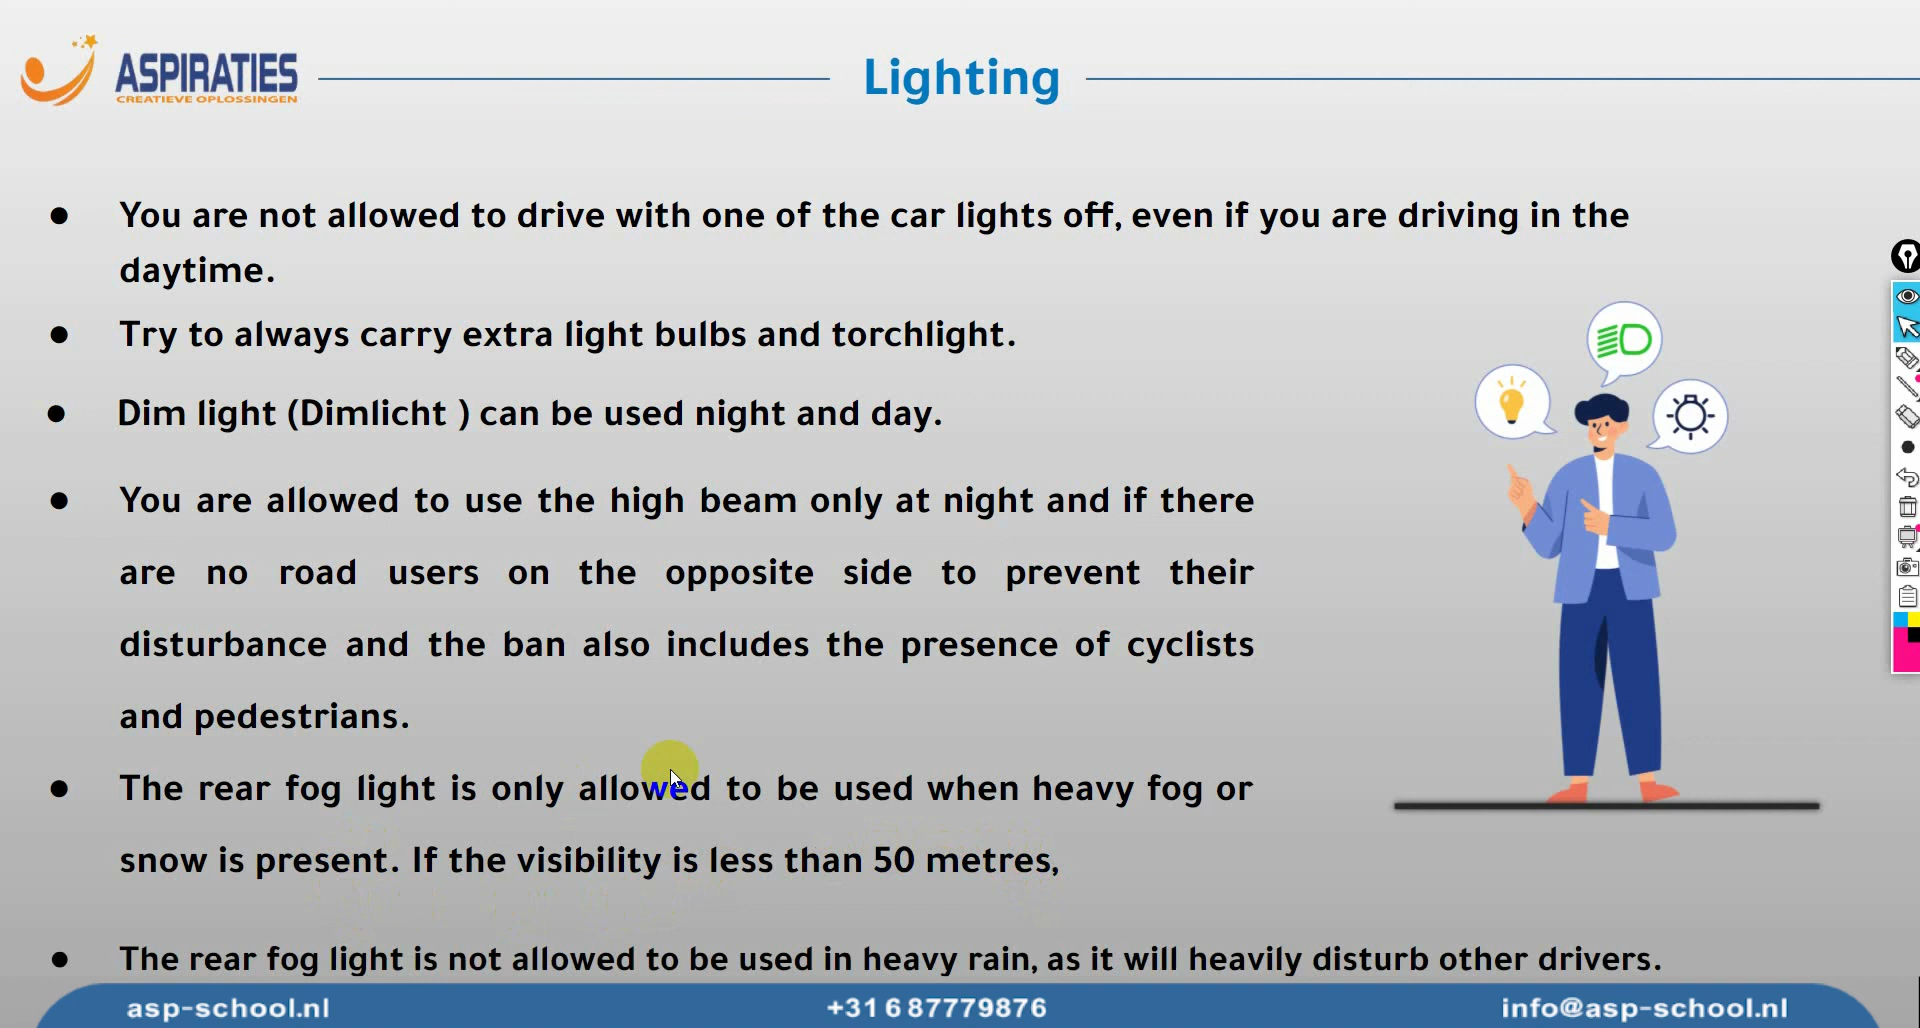 ASPIRATIES
CREATIEVE OPLOSSINGEN
Lighting
● You are not allowed to drive with one of the car lights off, even if you are driving in the
daytime.
● Try to always carry extra light bulbs and torchlight.
● Dim light (Dimlicht ) can be used night and day.
● You are allowed to use the high beam only at night and if there
are no road users on the opposite side to prevent their
disturbance and the ban also includes the presence of cyclists
and pedestrians.
● The rear fog light is only allowed to be used when heavy fog or
snow is present. If the visibility is less than 50 metres,
● The rear fog light is not allowed to be used in heavy rain, as it will heavily disturb other drivers.
asp-school.nl
+31 6 87779876
info@asp-school.nl